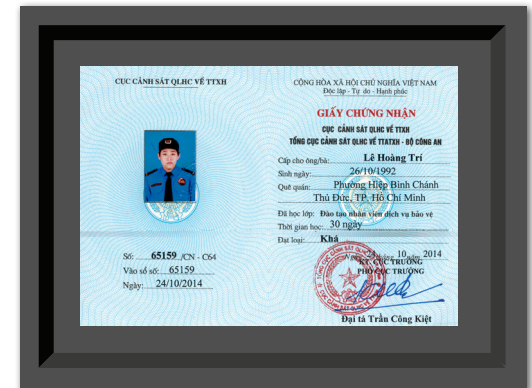 CỤC CẢNH SÁT QLHC VỀ TTXH
Số: 65159 /CN - C64
Vào sổ số: 65159
Ngày: 24/10/2014
CỘNG HÒA XÃ HỘI CHỦ NGHĨA VIỆT NAM
Độc lập - Tự do - Hạnh phúc
GIẤY CHỨNG NHẬN
CỤC CẢNH SÁT QLHC VỀ TTXH
TỔNG CỤC CẢNH SÁT QLHC VỀ TTATXH - BỘ CÔNG AN
Cấp cho ông/bà: Lê Hoàng Trí
Sinh ngày: 26/10/1992
Quê quán: Phường Hiệp Bình Chánh
Thủ Đức, TP. Hồ Chí Minh
Đã học lớp: Đào tạo nhân viên dịch vụ bảo vệ
Thời gian học: 30 ngày
Đạt loại: Khá
Ngày 24 tháng 10 năm 2014
KT. CỤC TRƯỞNG
PHÓ CỤC TRƯỞNG
Đại tá Trần Công Kiệt